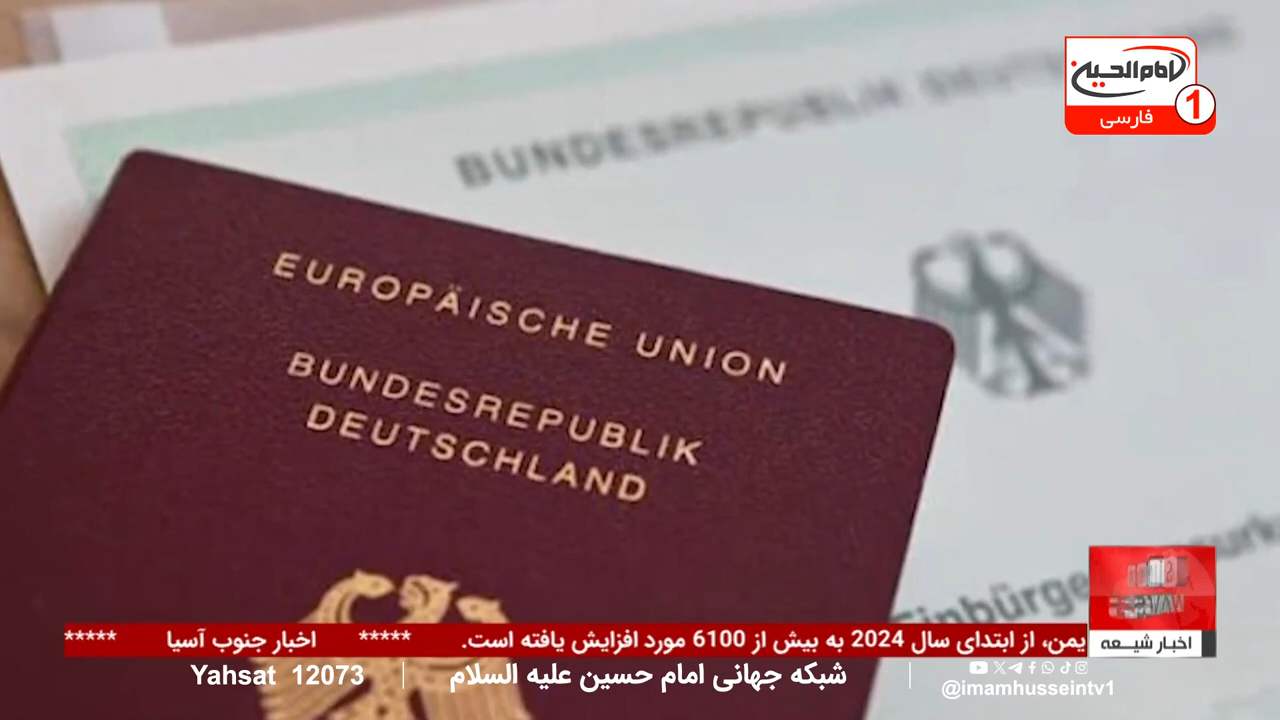 امام الحسین
1
فارسی
BUNDESREPUBLIK DEUTSCHLAND
EUROPÄISCHE UNION
BUNDESREPUBLIK
DEUTSCHLAND
اخبار شیعه
یمن، از ابتدای سال 2024 به بیش از 6100 مورد افزایش یافته است. ***** اخبار جنوب آسیا *****
@imamhusseintv1
شبکه جهانی امام حسین علیه السلام
Yahsat 12073